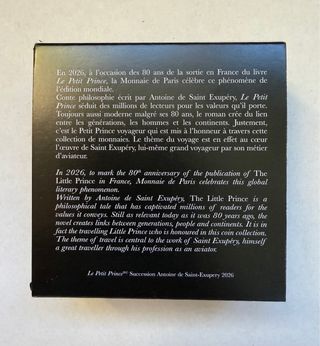 En 2026, à l'occasion des 80 ans de la sortie en France du livre
Le Petit Prince, la Monnaie de Paris célèbre ce phénomène de
l'édition mondiale.
Conte philosophie écrit par Antoine de Saint Exupéry, Le Petit
Prince séduit des millions de lecteurs pour les valeurs qu'il porte.
Toujours aussi moderne malgré ses 80 ans, le roman crée du lien
entre les générations, les hommes et les continents. Justement,
c'est le Petit Prince voyageur qui est mis à l'honneur à travers cette
collection de monnaies. Le thème du voyage est en effet au cœur
l'œuvre de Saint Exupéry, lui-même grand voyageur par son métier
d'aviateur.
In 2026, to mark the 80th anniversary of the publication of The
Little Prince in France, Monnaie de Paris celebrates this global
literary phenomenon.
Written by Antoine de Saint Exupéry, The Little Prince is a
philosophical tale that has captivated millions of readers for the
values it conveys. Still as relevant today as it was 80 years ago, the
novel creates links between generations, people and continents. It is in
fact the travelling Little Prince who is honoured in this coin collection.
The theme of travel is central to the work of Saint Exupéry, himself
a great traveller through his profession as an aviator.
Le Petit Prince Succession Antoine de Saint-Exupéry 2026